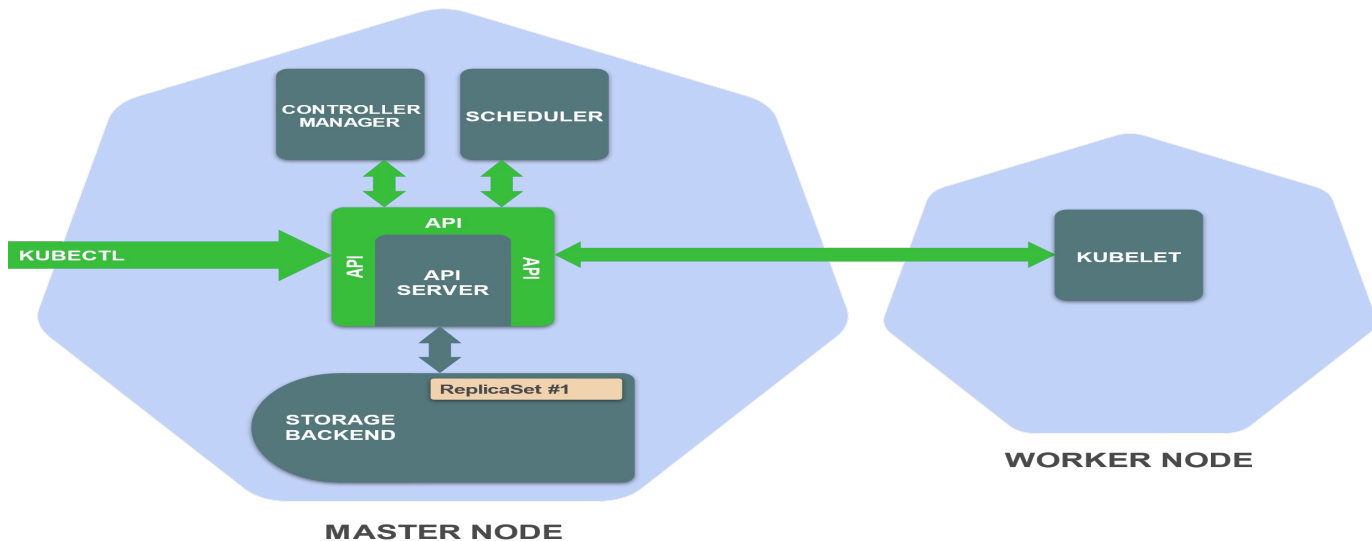 CONTROLLER
MANAGER
SCHEDULER
KUBECTL
API
API
API
API
SERVER
KUBELET
ReplicaSet #1
STORAGE
BACKEND
WORKER NODE
MASTER NODE